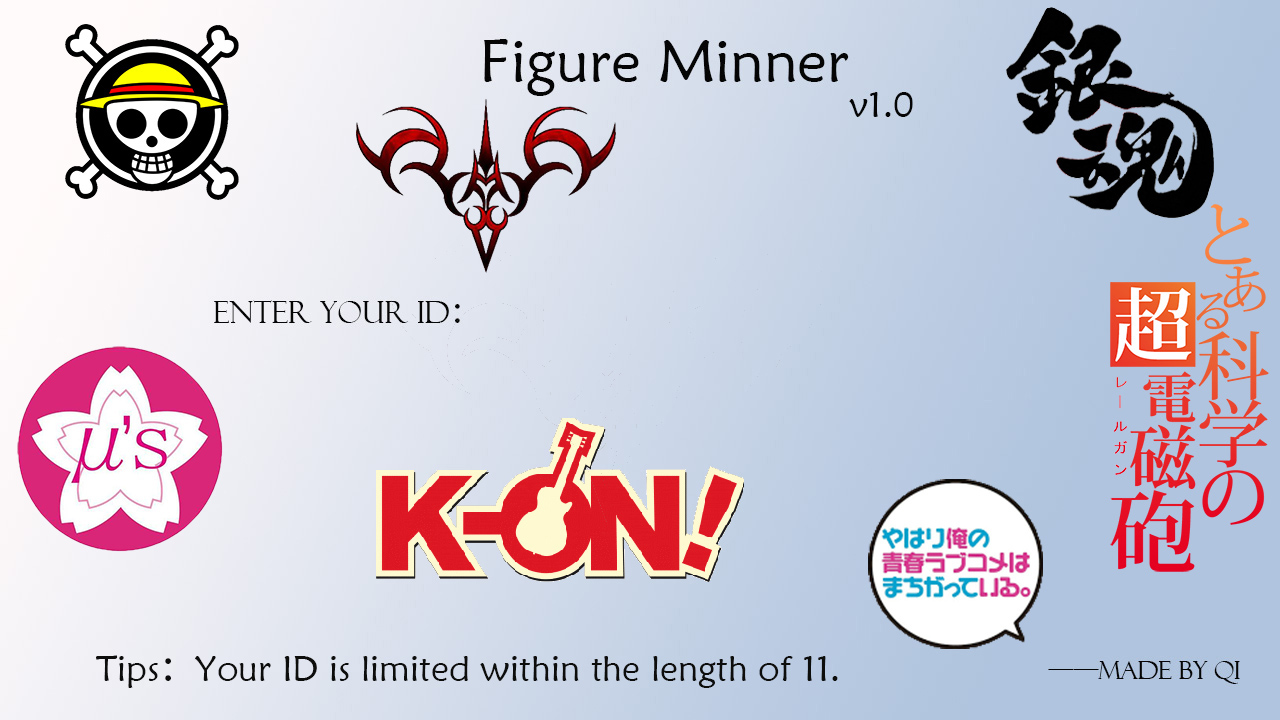 Figure Minner
v1.0
銀
魂
とある科学の
超電磁砲
レールガン
ENTER YOUR ID：
μ's
K-ON!
やはり俺の
青春ラブコメは
まちがっている。
Tips：Your ID is limited within the length of 11.
——MADE BY QI